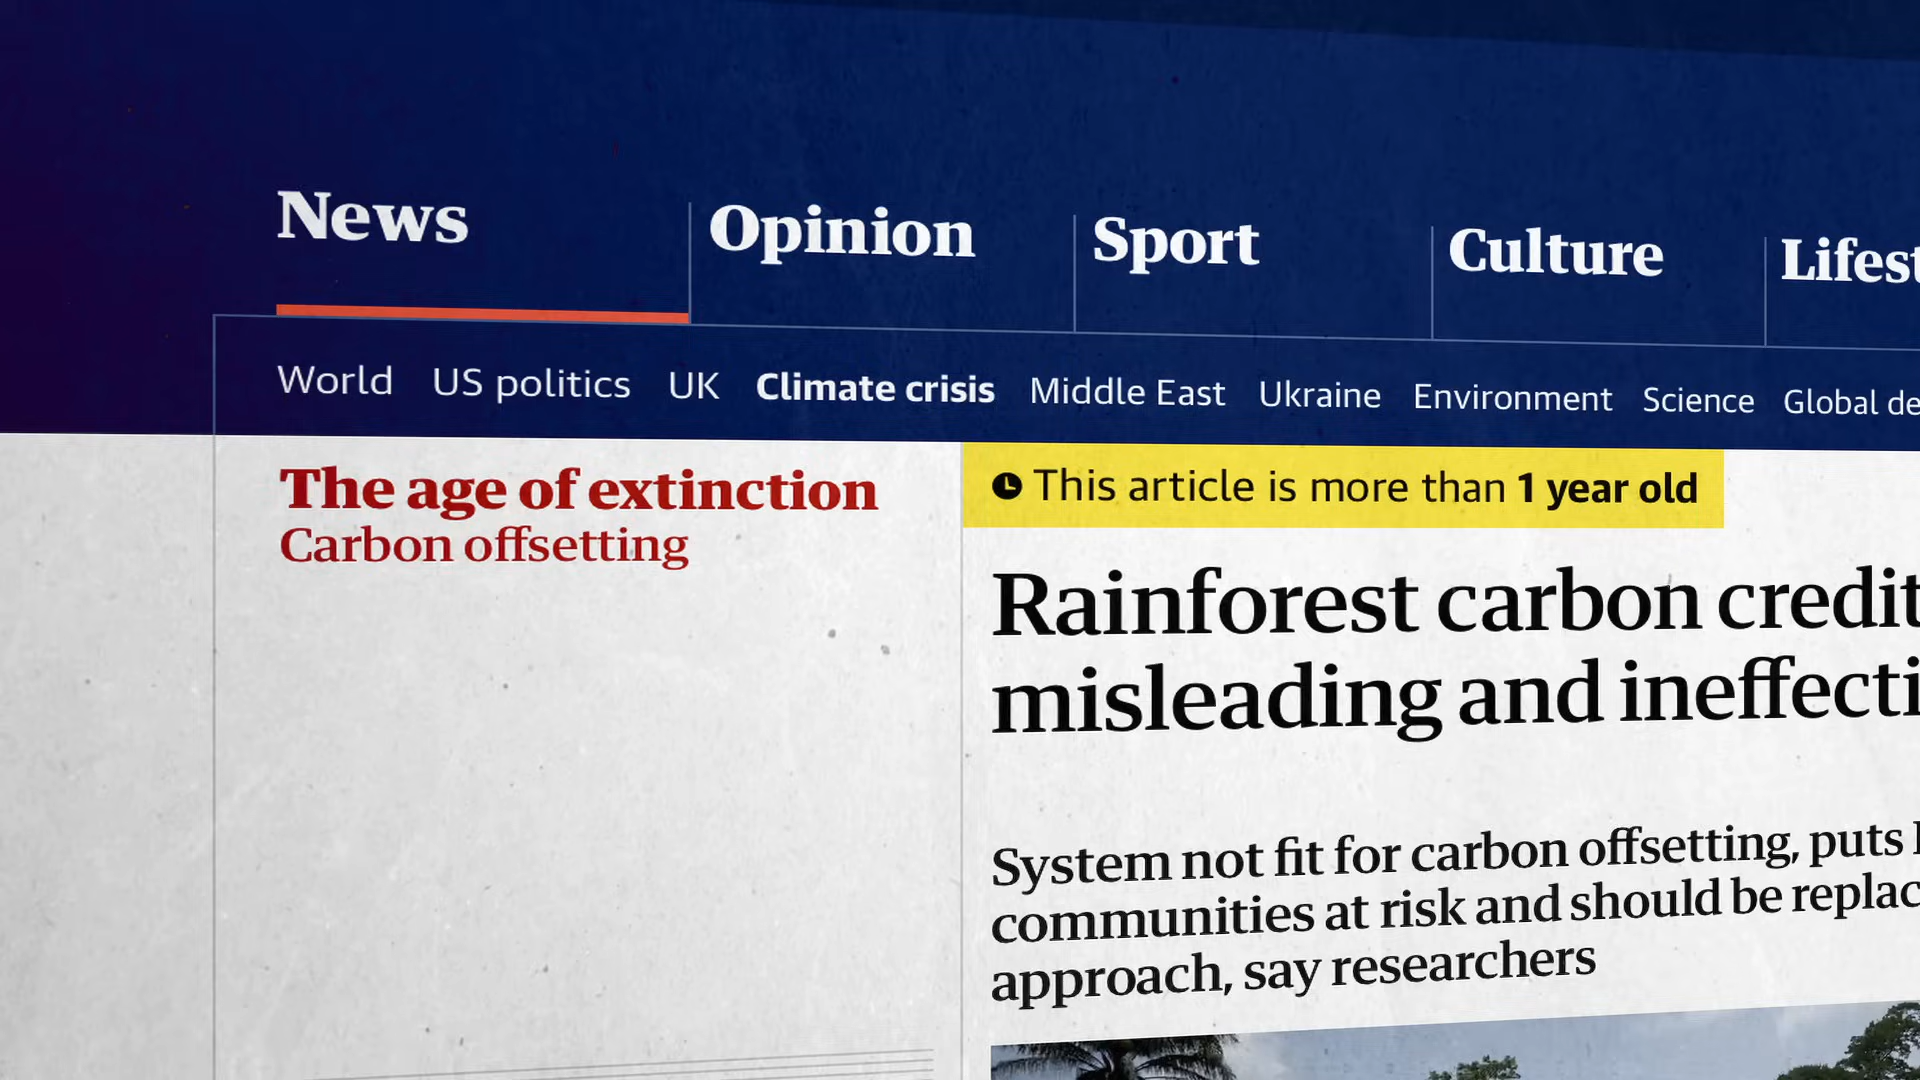 News Opinion Sport Culture
World US politics UK Climate crisis Middle East Ukraine Environment Science Global
The age of extinction
Carbon offsetting
This article is more than 1 year old
Rainforest carbon
misleading and
System not fit for carbon offsetting, puts
communities at risk and should be
approach, say researchers